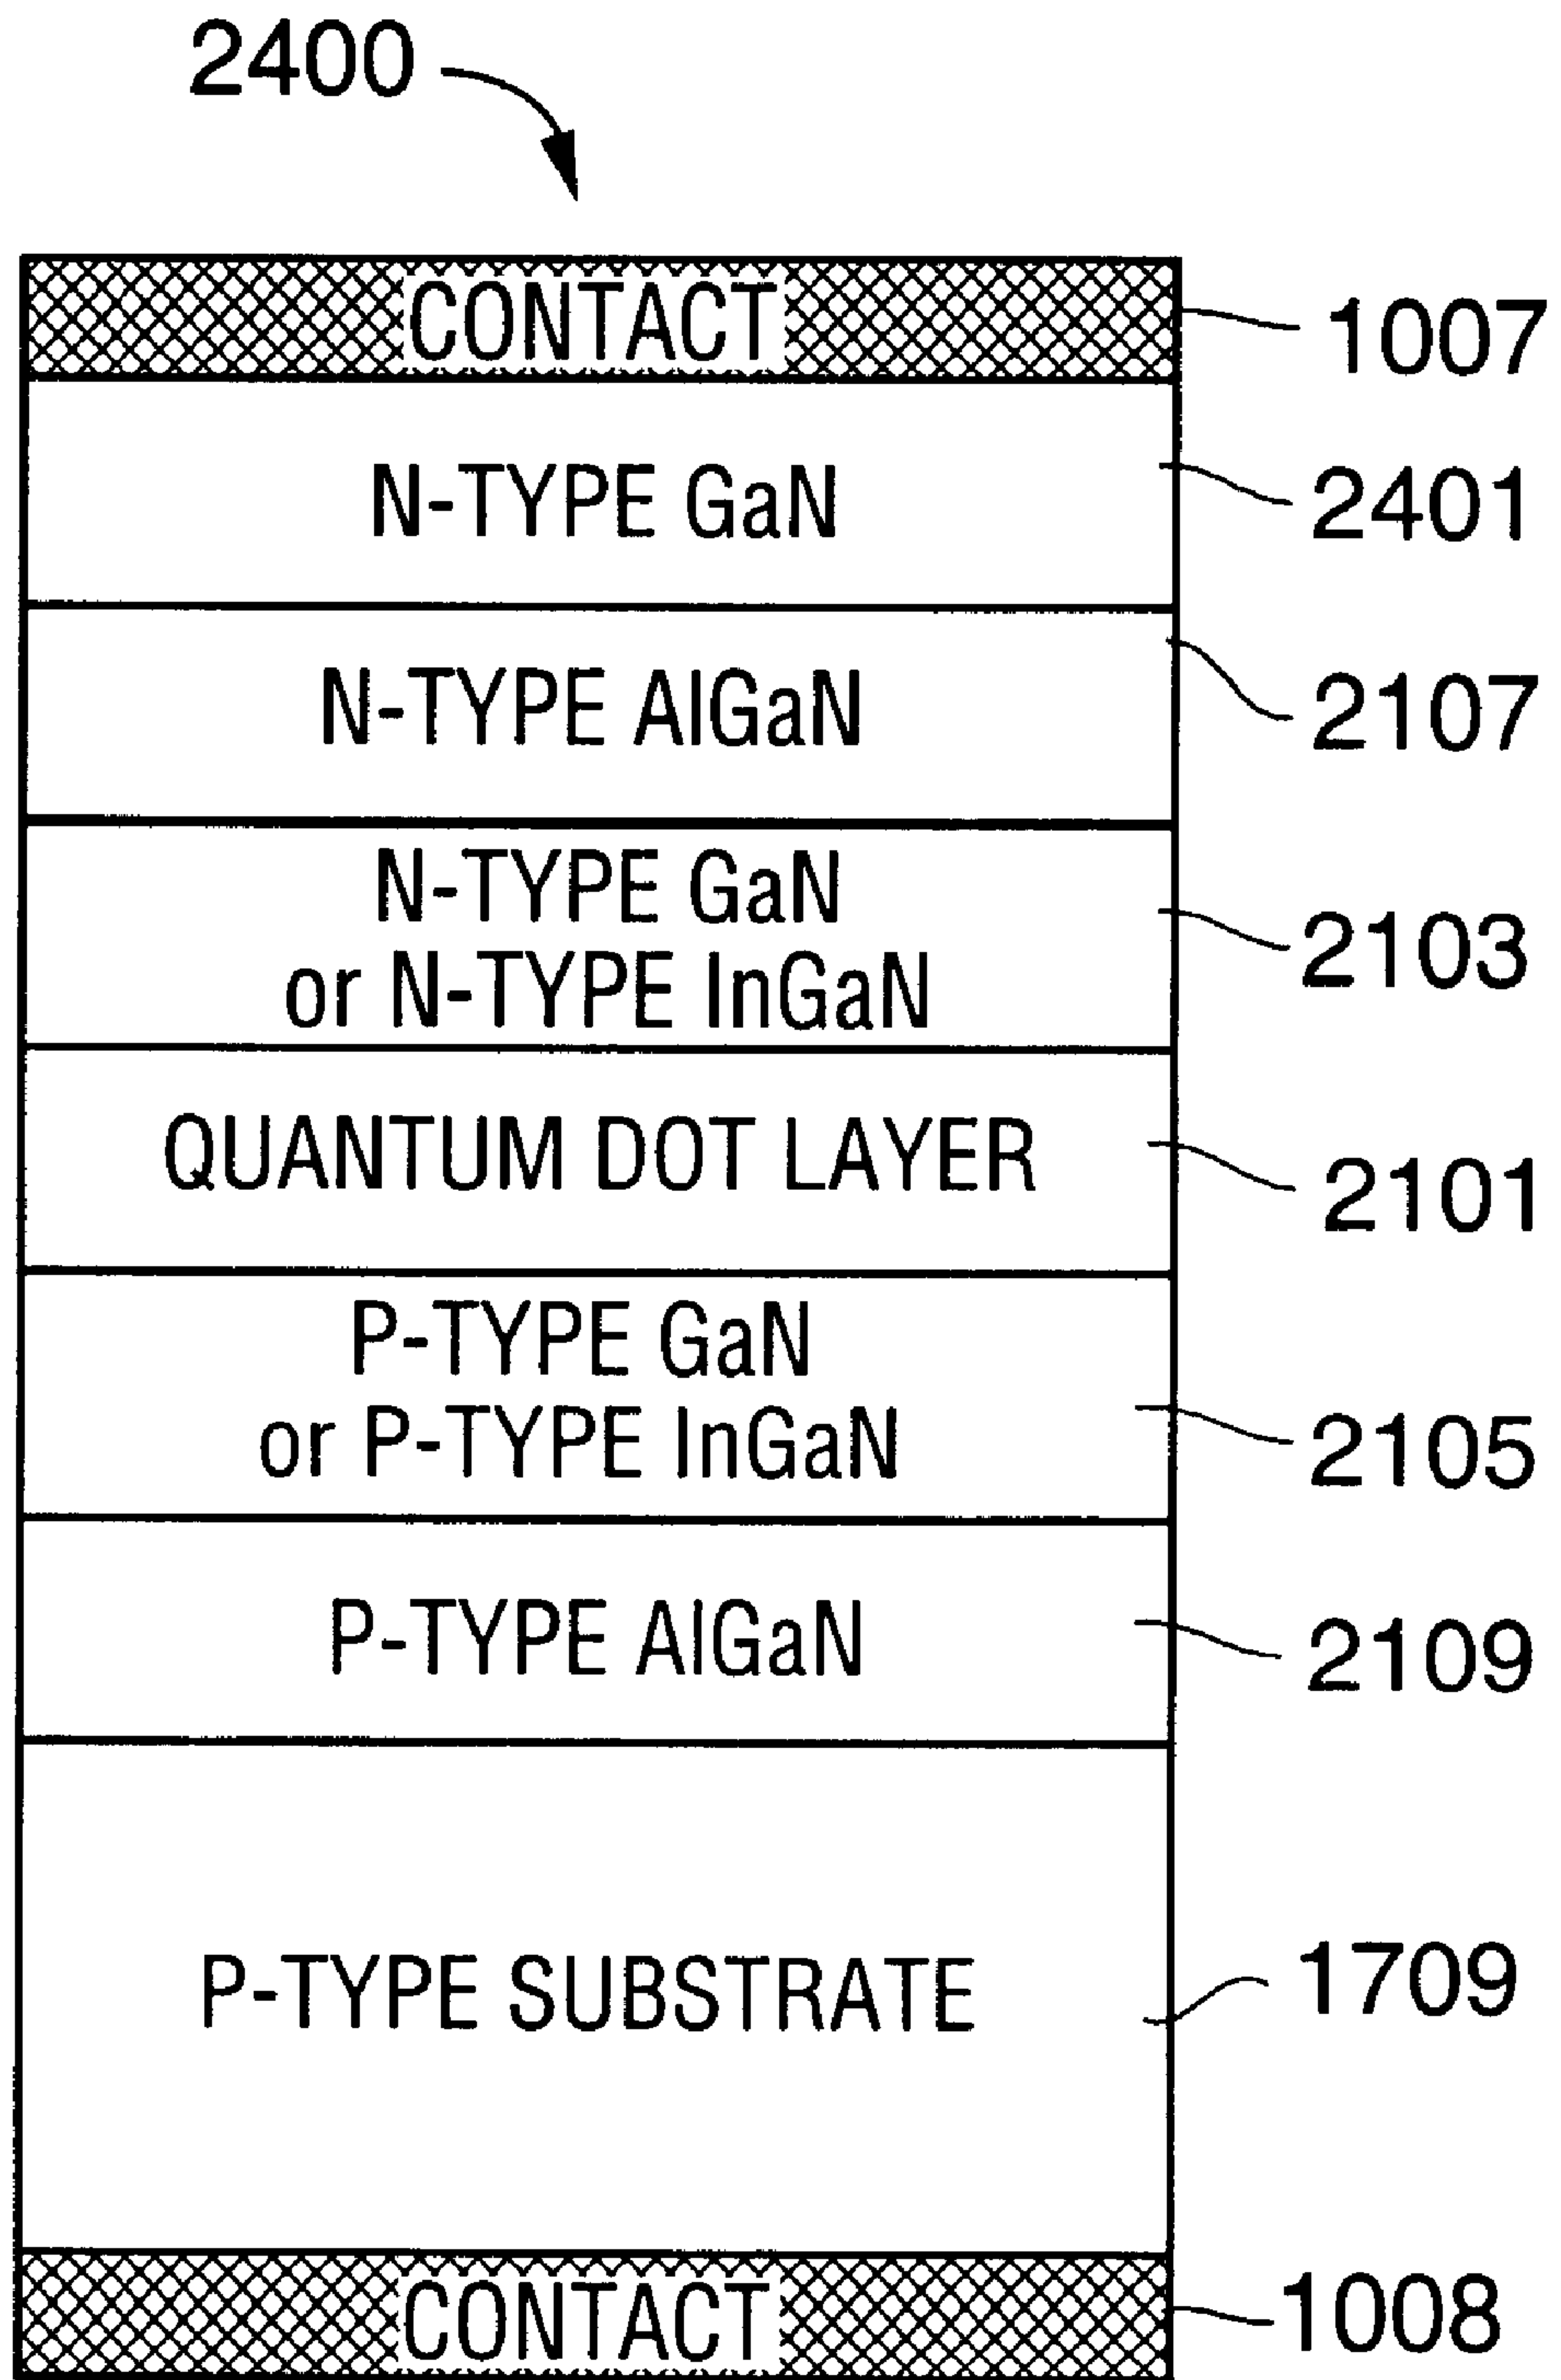 2400
CONTACT
1007
N-TYPE GaN
2401
N-TYPE AlGaN
2107
N-TYPE GaN
or N-TYPE InGaN
2103
QUANTUM DOT LAYER
2101
P-TYPE GaN
or P-TYPE InGaN
2105
P-TYPE AlGaN
2109
P-TYPE SUBSTRATE
1709
CONTACT
1008